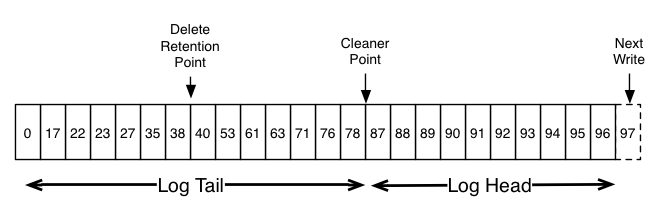 Delete
Retention
Point
Cleaner
Point
Next
Write
0 17 22 23 27 35 38 40 53 61 63 71 76 78 87 88 89 90 91 92 93 94 95 96 97
Log Tail
Log Head